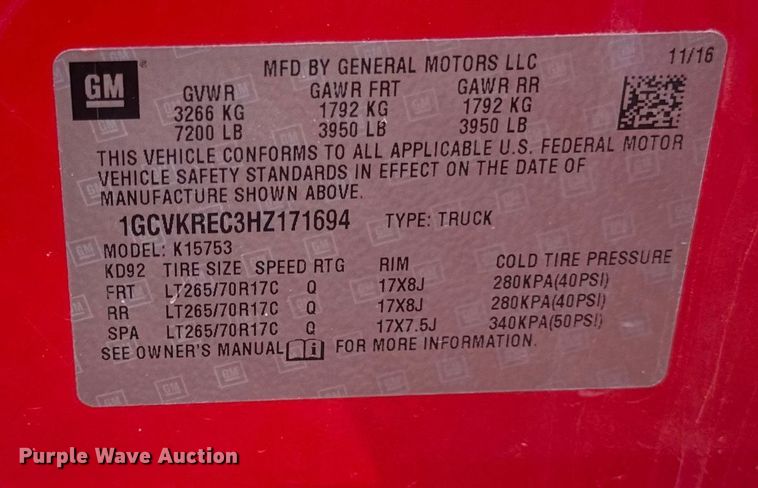 GM
MFD BY GENERAL MOTORS LLC 11/16
GVWR GAWR FRT GAWR RR
3266 KG 1792 KG 1792 KG
7200 LB 3950 LB 3950 LB
THIS VEHICLE CONFORMS TO ALL APPLICABLE U.S. FEDERAL MOTOR
VEHICLE SAFETY STANDARDS IN EFFECT ON THE DATE OF
MANUFACTURE SHOWN ABOVE.
1GCVKREC3HZ171694 TYPE: TRUCK
MODEL: K15753
KD92 TIRE SIZE SPEED RTG RIM COLD TIRE PRESSURE
FRT LT265/70R17C Q 17X8J 280KPA(40PSI)
RR LT265/70R17C Q 17X8J 280KPA(40PSI)
SPA LT265/70R17C Q 17X7.5J 340KPA(50PSI)
SEE OWNER'S MANUAL FOR MORE INFORMATION.
Purple Wave Auction